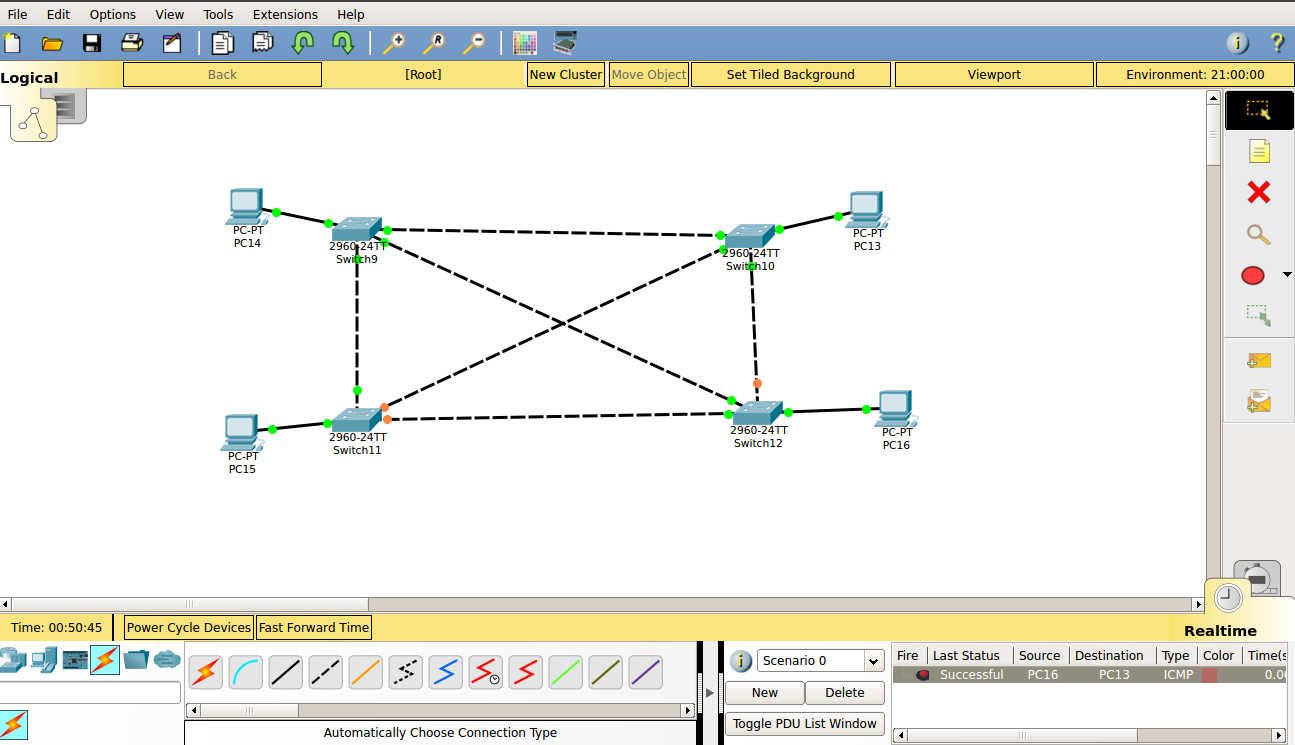 File Edit Options View Tools Extensions Help
Logical
Back
[Root]
New Cluster
Move Object
Set Tiled Background
Viewport
Environment: 21:00:00
PC-PT
PC14
2960-24TT
Switch9
2960-24TT
Switch10
PC-PT
PC13
PC-PT
PC15
2960-24TT
Switch11
2960-24TT
Switch12
PC-PT
PC16
Time: 00:50:45
Power Cycle Devices
Fast Forward Time
Realtime
Scenario 0
New
Delete
Toggle PDU List Window
Automatically Choose Connection Type
Fire Last Status Source Destination Type Color Time(s
Successful PC16 PC13 ICMP 0.00